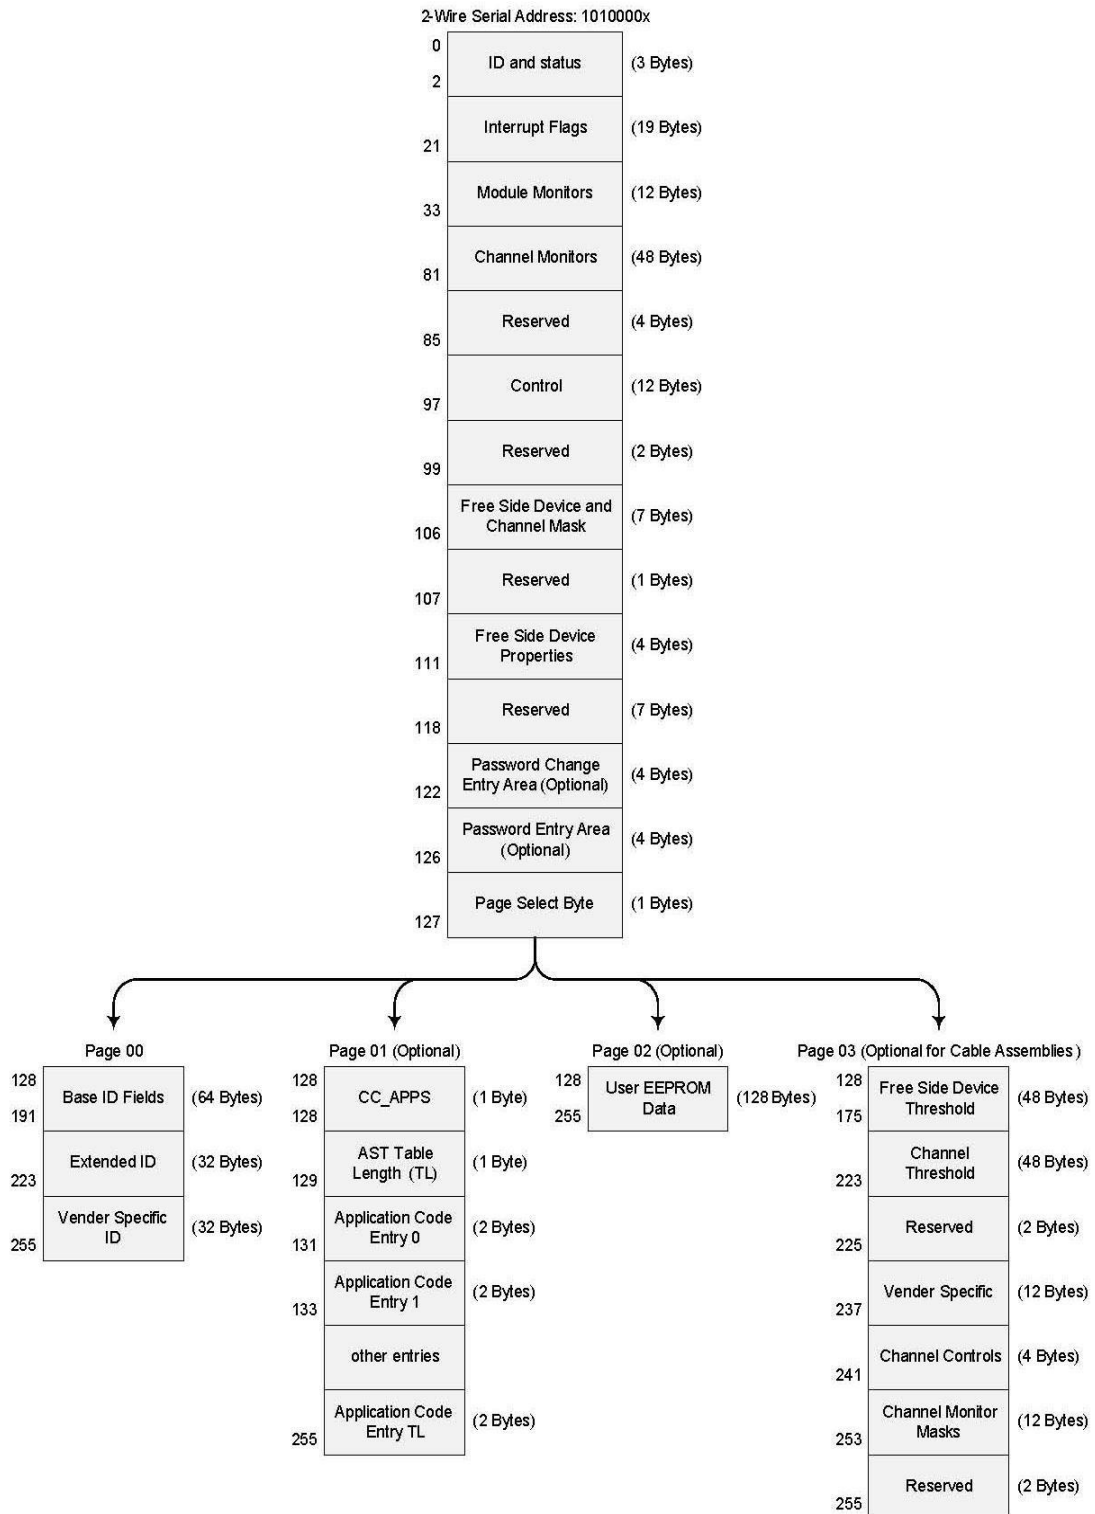 2-Wire Serial Address: 1010000x
0
ID and status
(3 Bytes)
2
Interrupt Flags
(19 Bytes)
21
Module Monitors
(12 Bytes)
33
Channel Monitors
(48 Bytes)
81
Reserved
(4 Bytes)
85
Control
(12 Bytes)
97
Reserved
(2 Bytes)
99
Free Side Device and
Channel Mask
(7 Bytes)
106
Reserved
(1 Bytes)
107
Free Side Device
Properties
(4 Bytes)
111
Reserved
(7 Bytes)
118
Password Change
Entry Area (Optional)
(4 Bytes)
122
Password Entry Area
(Optional)
(4 Bytes)
126
Page Select Byte
(1 Bytes)
127
Page 00
128
Base ID Fields
(64 Bytes)
191
Extended ID
(32 Bytes)
223
Vender Specific
ID
(32 Bytes)
255
Page 01 (Optional)
128
CC_APPS
(1 Byte)
128
AST Table
Length (TL)
(1 Byte)
129
Application Code
Entry 0
(2 Bytes)
131
Application Code
Entry 1
(2 Bytes)
133
other entries
Application Code
Entry TL
(2 Bytes)
255
Page 02 (Optional)
128
User EEPROM
Data
(128 Bytes)
255
Page 03 (Optional for Cable Assemblies )
128
Free Side Device
Threshold
(48 Bytes)
175
Channel
Threshold
(48 Bytes)
223
Reserved
(2 Bytes)
225
Vender Specific
(12 Bytes)
237
Channel Controls
(4 Bytes)
241
Channel Monitor
Masks
(12 Bytes)
253
Reserved
(2 Bytes)
255